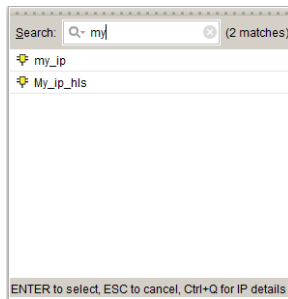 Search: my (2 matches)
my_ip
My_ip_hls
ENTER to select, ESC to cancel, Ctrl+Q for IP details